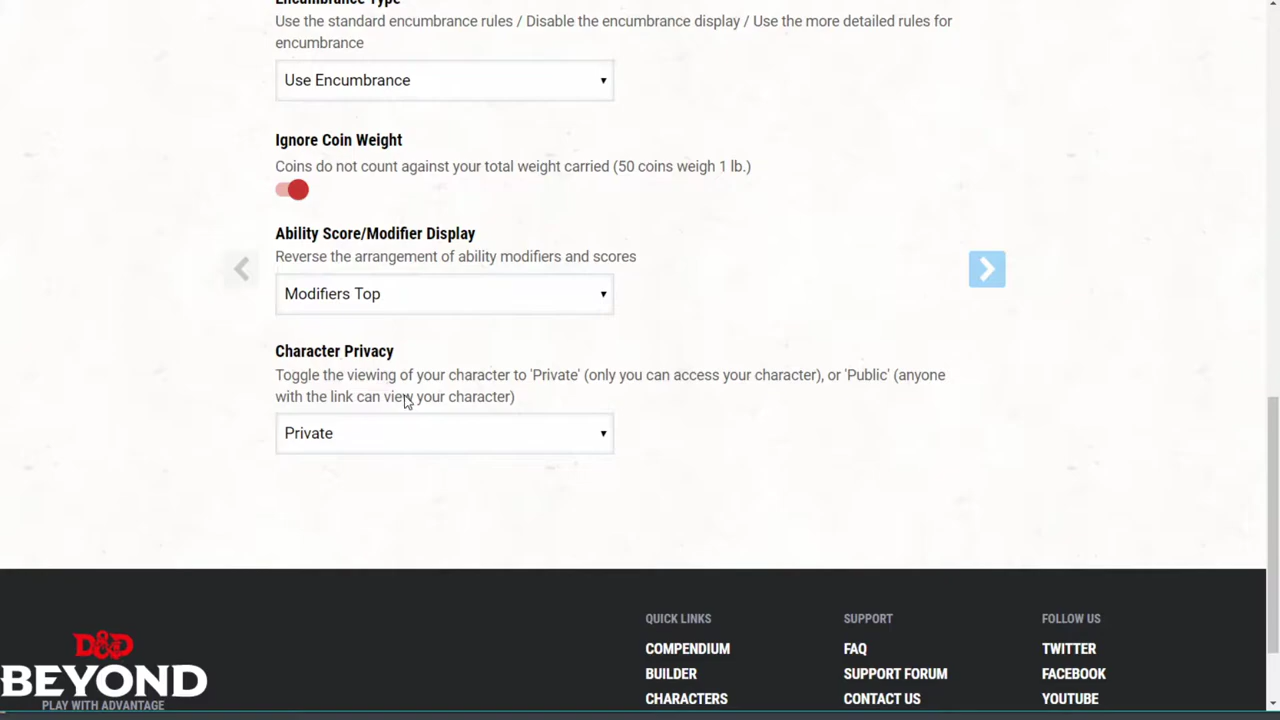 Encumbrance Type
Use the standard encumbrance rules / Disable the encumbrance display / Use the more detailed rules for
encumbrance
Use Encumbrance
Ignore Coin Weight
Coins do not count against your total weight carried (50 coins weigh 1 lb.)
Ability Score/Modifier Display
Reverse the arrangement of ability modifiers and scores
Modifiers Top
Character Privacy
Toggle the viewing of your character to 'Private' (only you can access your character), or 'Public' (anyone
with the link can view your character)
Private
D&D
BEYOND
PLAY WITH ADVANTAGE
QUICK LINKS
COMPENDIUM
BUILDER
CHARACTERS
SUPPORT
FAQ
SUPPORT FORUM
CONTACT US
FOLLOW US
TWITTER
FACEBOOK
YOUTUBE